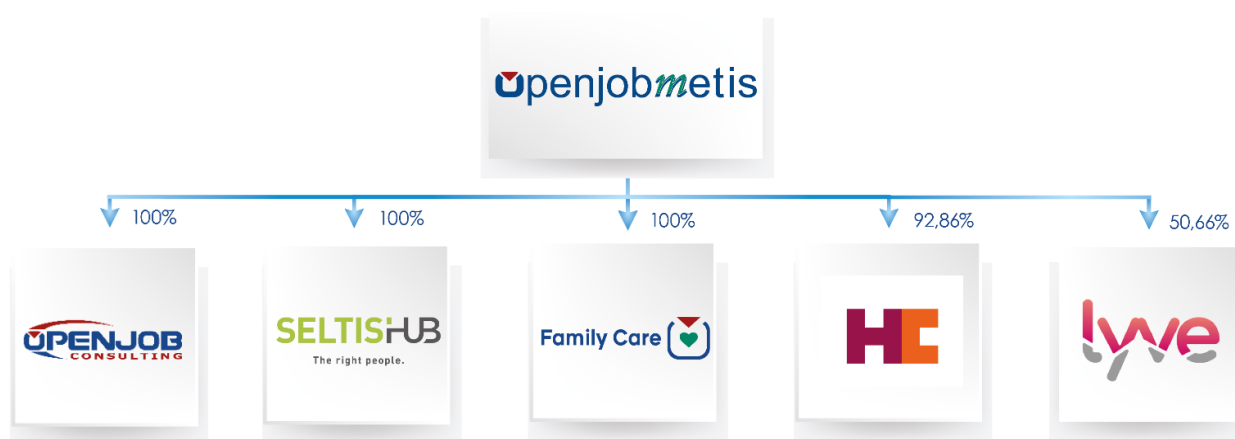 openjobmetis
100%
100%
100%
92,86%
50,66%
OPENJOB
CONSULTING
SELTISHUB
The right people.
Family Care
HC
lyve